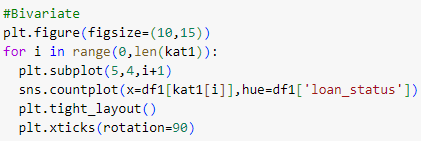 #Bivariate
plt.figure(figsize=(10,15))
for i in range(0,len(kat1)):
  plt.subplot(5,4,i+1)
  sns.countplot(x=df1[kat1[i]],hue=df1['loan_status'])
  plt.tight_layout()
  plt.xticks(rotation=90)